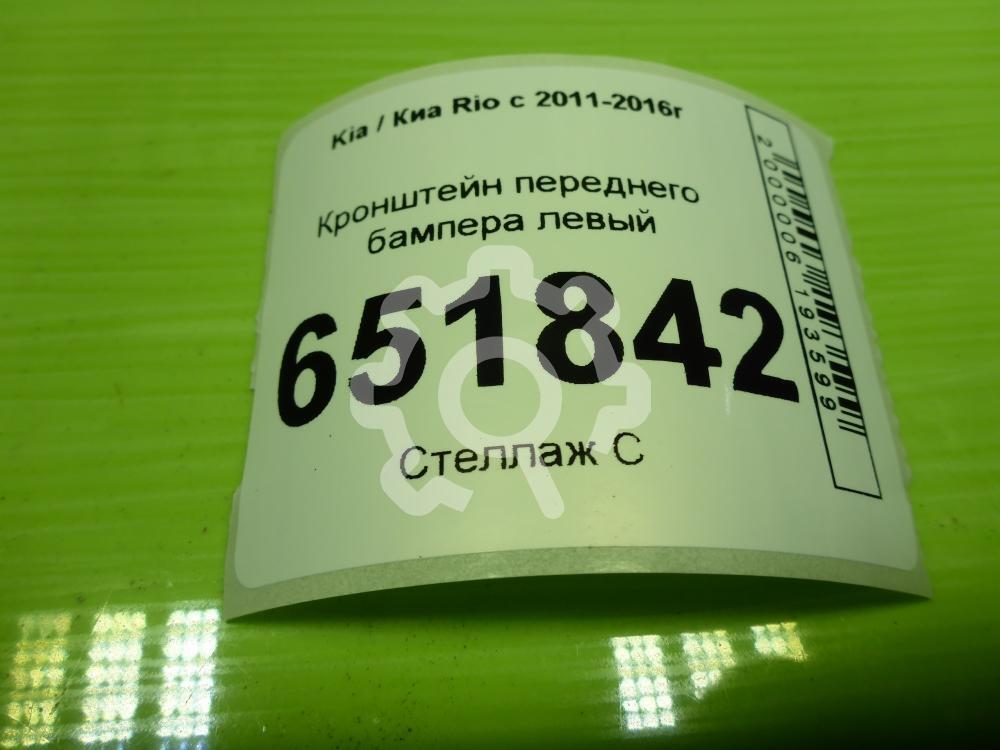 Kia / Киа Rio с 2011-2016г
Кронштейн переднего
бампера левый
651842
Стеллаж С
2000006193599